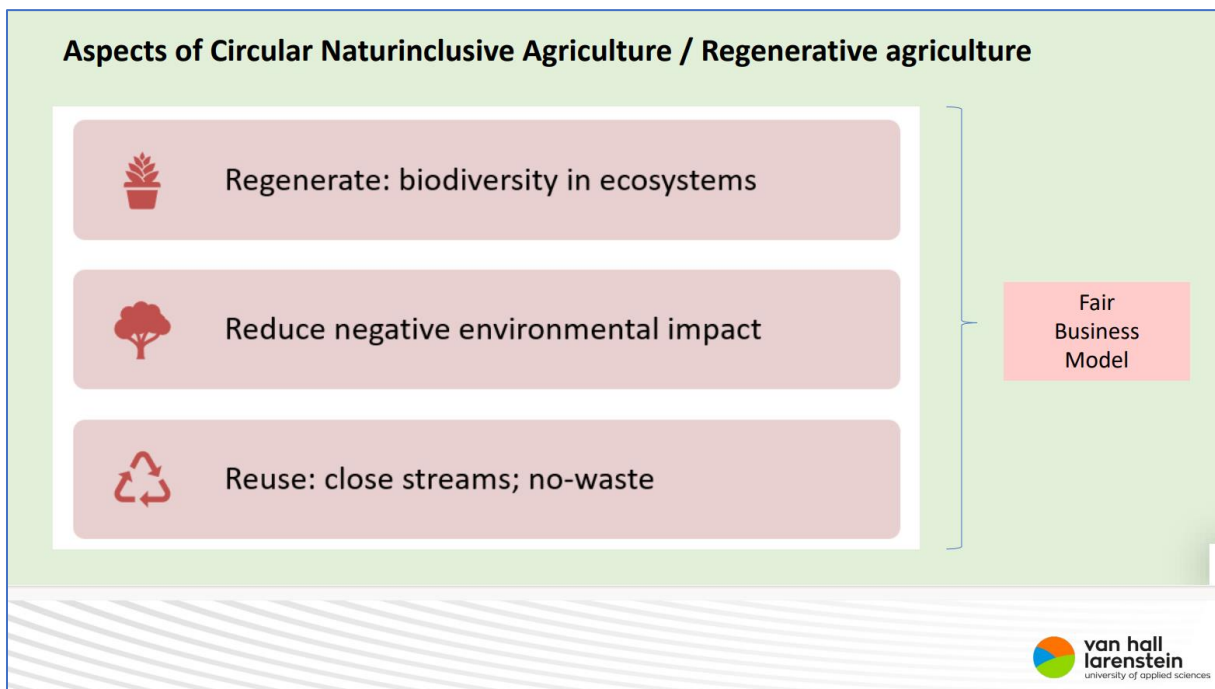 Aspects of Circular Naturinclusive Agriculture / Regenerative agriculture
Regenerate: biodiversity in ecosystems
Reduce negative environmental impact
Reuse: close streams; no-waste
Fair
Business
Model
van hall
larenstein
university of applied sciences